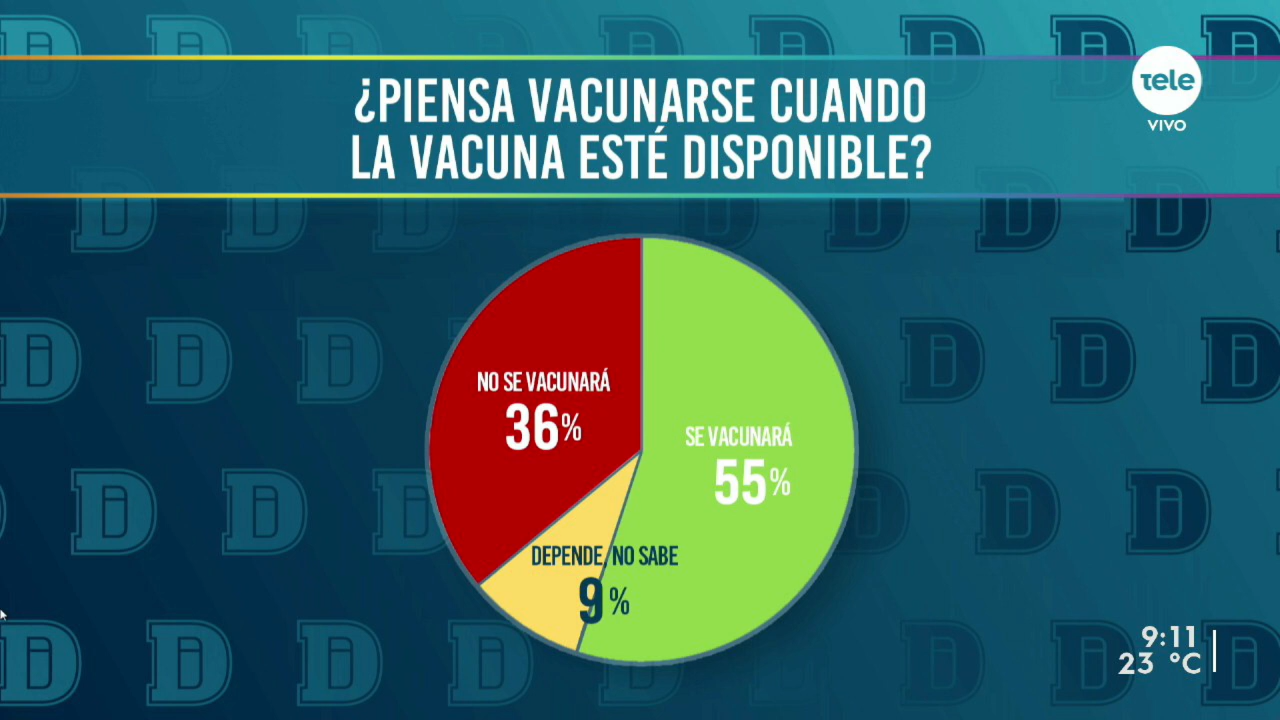 ¿PIENSA VACUNARSE CUANDO
LA VACUNA ESTÉ DISPONIBLE?
tele
VIVO
NO SE VACUNARÁ
36%
SE VACUNARÁ
55%
DEPENDE, NO SABE
9%
9:11
23 °C